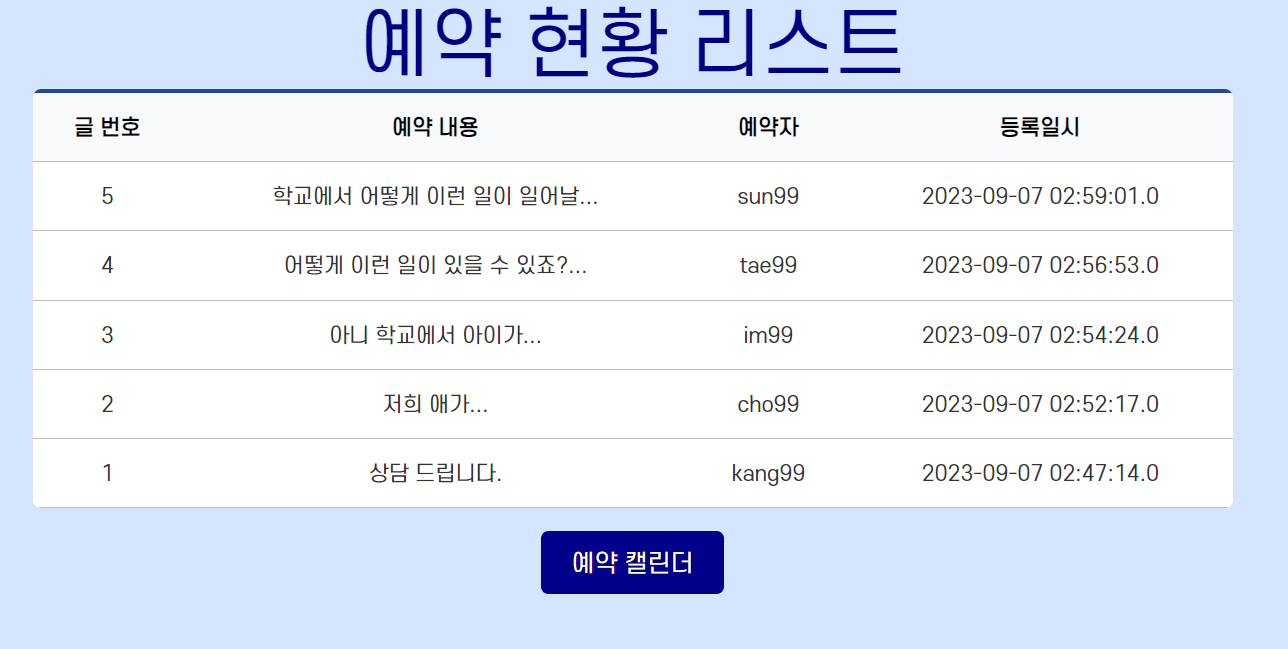 예약 현황 리스트
글 번호 예약 내용 예약자 등록일시
5 학교에서 어떻게 이런 일이 일어날... sun99 2023-09-07 02:59:01.0
4 어떻게 이런 일이 있을 수 있죠?... tae99 2023-09-07 02:56:53.0
3 아니 학교에서 아이가... im99 2023-09-07 02:54:24.0
2 저희 애가... cho99 2023-09-07 02:52:17.0
1 상담 드립니다. kang99 2023-09-07 02:47:14.0
예약 캘린더